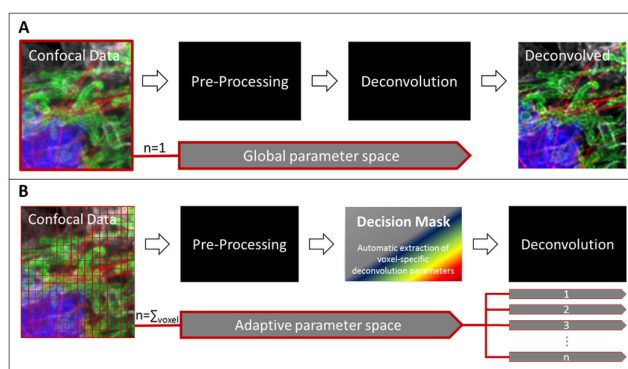 A
Confocal Data
Pre-Processing
Deconvolution
Deconvolved
n=1
Global parameter space
B
Confocal Data
Pre-Processing
Decision Mask
Automatic extraction of
voxel-specific
deconvolution parameters
Deconvolution
n=∑voxel
Adaptive parameter space
1
2
3
⋮
n